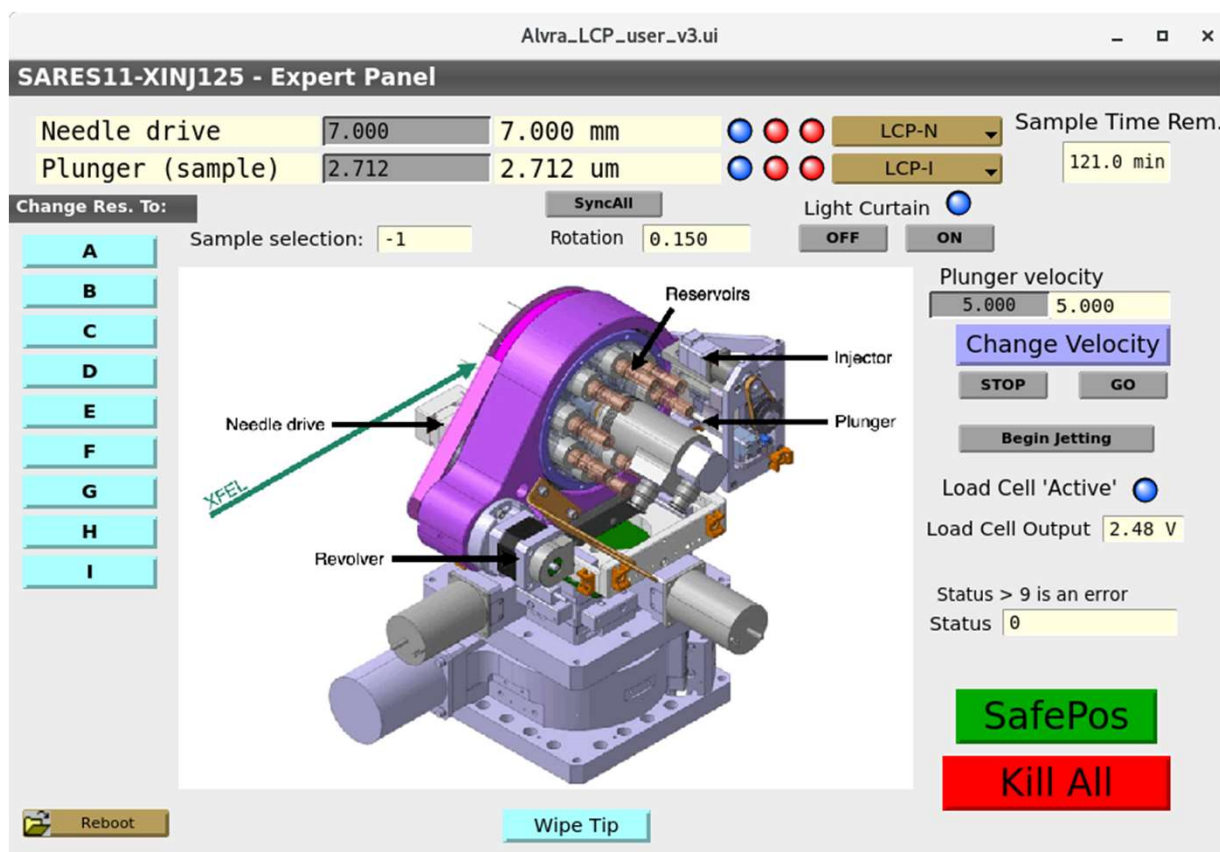 Alvra_LCP_user_v3.ui
SARES11-XINJ125 - Expert Panel
Needle drive 7.000 7.000 mm LCP-N
Sample Time Rem.
Plunger (sample) 2.712 2.712 um LCP-I
121.0 min
Change Res. To:
SyncAll
Light Curtain
Sample selection: -1
Rotation 0.150
OFF ON
A
B
C
D
E
F
G
H
I
Reservoirs
Injector
Needle drive
Plunger
XFEL
Revolver
Plunger velocity
5.000 5.000
Change Velocity
STOP GO
Begin Jetting
Load Cell 'Active'
Load Cell Output 2.48 V
Status > 9 is an error
Status 0
SafePos
Kill All
Reboot
Wipe Tip